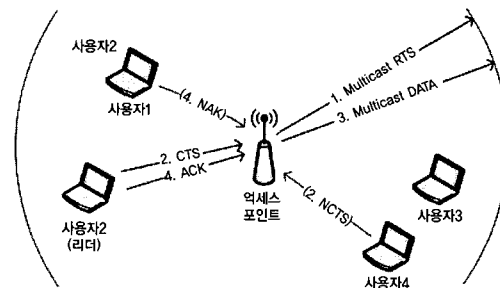 사용자2
사용자1
(4. NAK)
1. Multicast RTS
3. Multicast DATA
2. CTS
4. ACK
사용자2
(리더)
억세스
포인트
(2. NCTS)
사용자3
사용자4